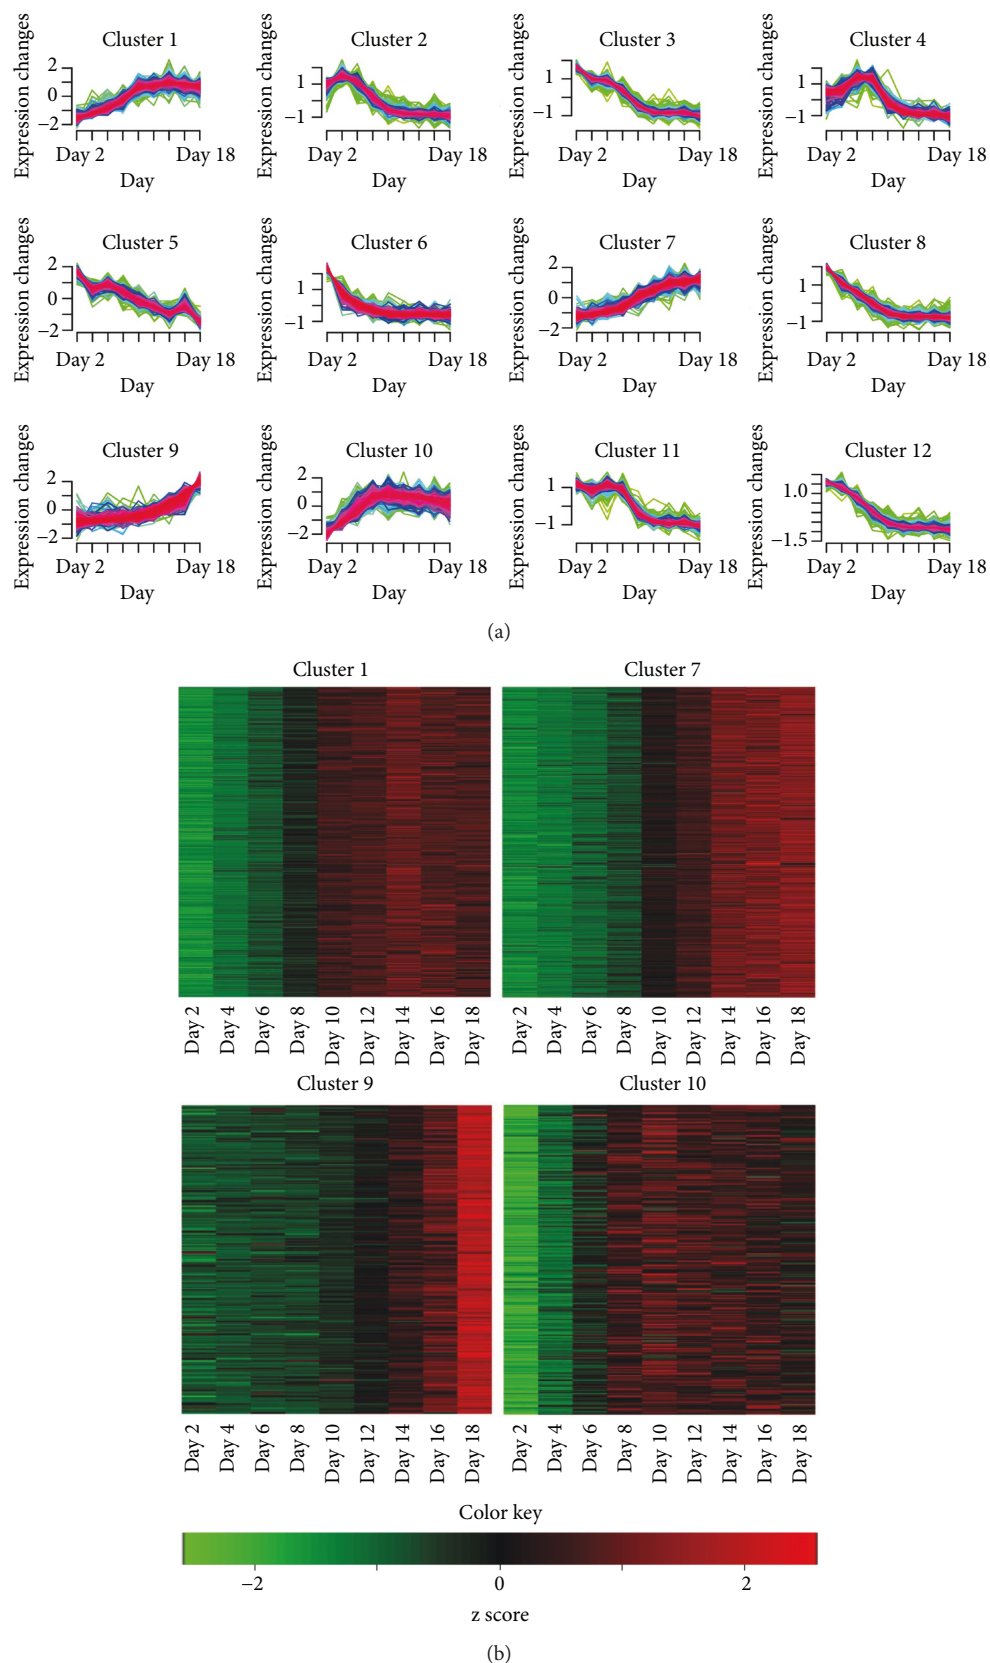 Cluster 1
Cluster 2
Cluster 3
Cluster 4
Expression changes
2
0
−2
Day 2
Day 18
Day
Expression changes
1
−1
Day 2
Day 18
Day
Expression changes
1
−1
Day 2
Day 18
Day
Expression changes
1
−1
Day 2
Day 18
Day
Cluster 5
Cluster 6
Cluster 7
Cluster 8
Expression changes
2
0
−2
Day 2
Day 18
Day
Expression changes
1
−1
Day 2
Day 18
Day
Expression changes
2
0
−2
Day 2
Day 18
Day
Expression changes
1
−1
Day 2
Day 18
Day
Cluster 9
Cluster 10
Cluster 11
Cluster 12
Expression changes
2
0
−2
Day 2
Day 18
Day
Expression changes
2
0
−2
Day 2
Day 18
Day
Expression changes
1
−1
Day 2
Day 18
Day
Expression changes
1.0
−1.5
Day 2
Day 18
Day
(a)
Cluster 1
Cluster 7
Day 2
Day 4
Day 6
Day 8
Day 10
Day 12
Day 14
Day 16
Day 18
Day 2
Day 4
Day 6
Day 8
Day 10
Day 12
Day 14
Day 16
Day 18
Cluster 9
Cluster 10
Day 2
Day 4
Day 6
Day 8
Day 10
Day 12
Day 14
Day 16
Day 18
Day 2
Day 4
Day 6
Day 8
Day 10
Day 12
Day 14
Day 16
Day 18
Color key
−2
0
2
z score
(b)